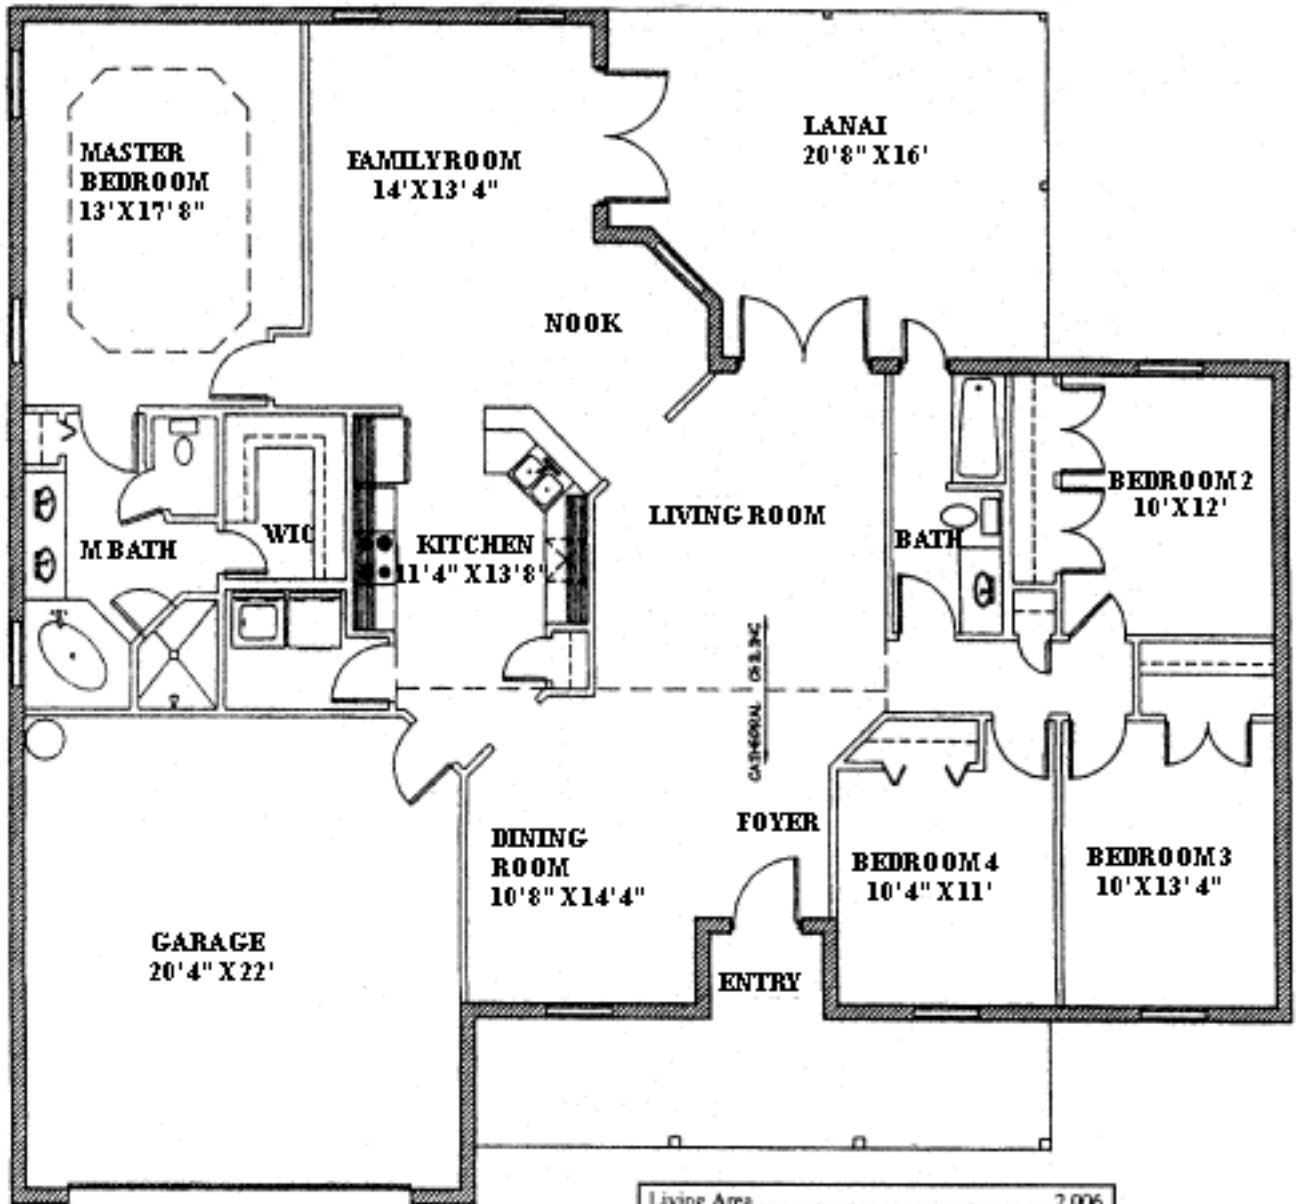 MASTER
BEDROOM
13'X17'8"
FAMILYROOM
14'X13'4"
LANAI
20'8" X16'
NOOK
M BATH
WIC
KITCHEN
11'4" X13'8"
LIVING ROOM
BATH
BEDROOM 2
10'X12'
CATHEDRAL CEILING
FOYER
DINING
ROOM
10'8" X14'4"
BEDROOM 4
10'4" X11'
BEDROOM 3
10'X13'4"
GARAGE
20'4" X22'
ENTRY
Living Area 2,006